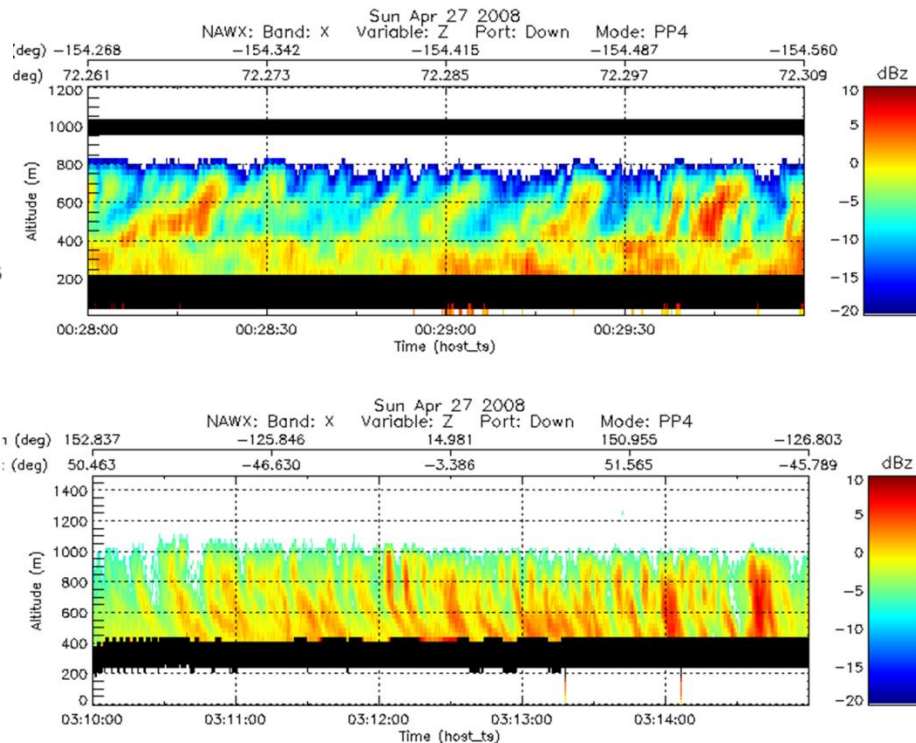 Sun Apr 27 2008
NAWX: Band: X Variable: Z Port: Down Mode: PP4
(deg) −154.268 −154.342 −154.415 −154.487 −154.560
deg) 72.261 72.273 72.285 72.297 72.309
dBz
1200
1000
800
600
400
200
Altitude (m)
10
5
0
−5
−10
−15
−20
00:28:00 00:28:30 00:29:00 00:29:30
Time (host_ts)
Sun Apr 27 2008
NAWX: Band: X Variable: Z Port: Down Mode: PP4
(deg) 152.837 −125.846 14.981 150.955 −126.803
: (deg) 50.463 −46.630 −3.386 51.565 −45.789
dBz
1400
1200
1000
800
600
400
200
0
Altitude (m)
10
5
0
−5
−10
−15
−20
03:10:00 03:11:00 03:12:00 03:13:00 03:14:00
Time (host_ts)